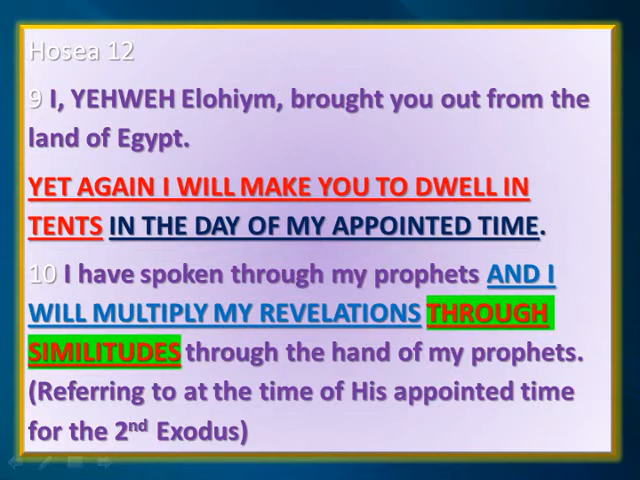 Hosea 12
9 I, YEHWEH Elohiym, brought you out from the
land of Egypt.
YET AGAIN I WILL MAKE YOU TO DWELL IN
TENTS IN THE DAY OF MY APPOINTED TIME.
10 I have spoken through my prophets AND I
WILL MULTIPLY MY REVELATIONS THROUGH
SIMILITUDES through the hand of my prophets.
(Referring to at the time of His appointed time
for the 2nd Exodus)